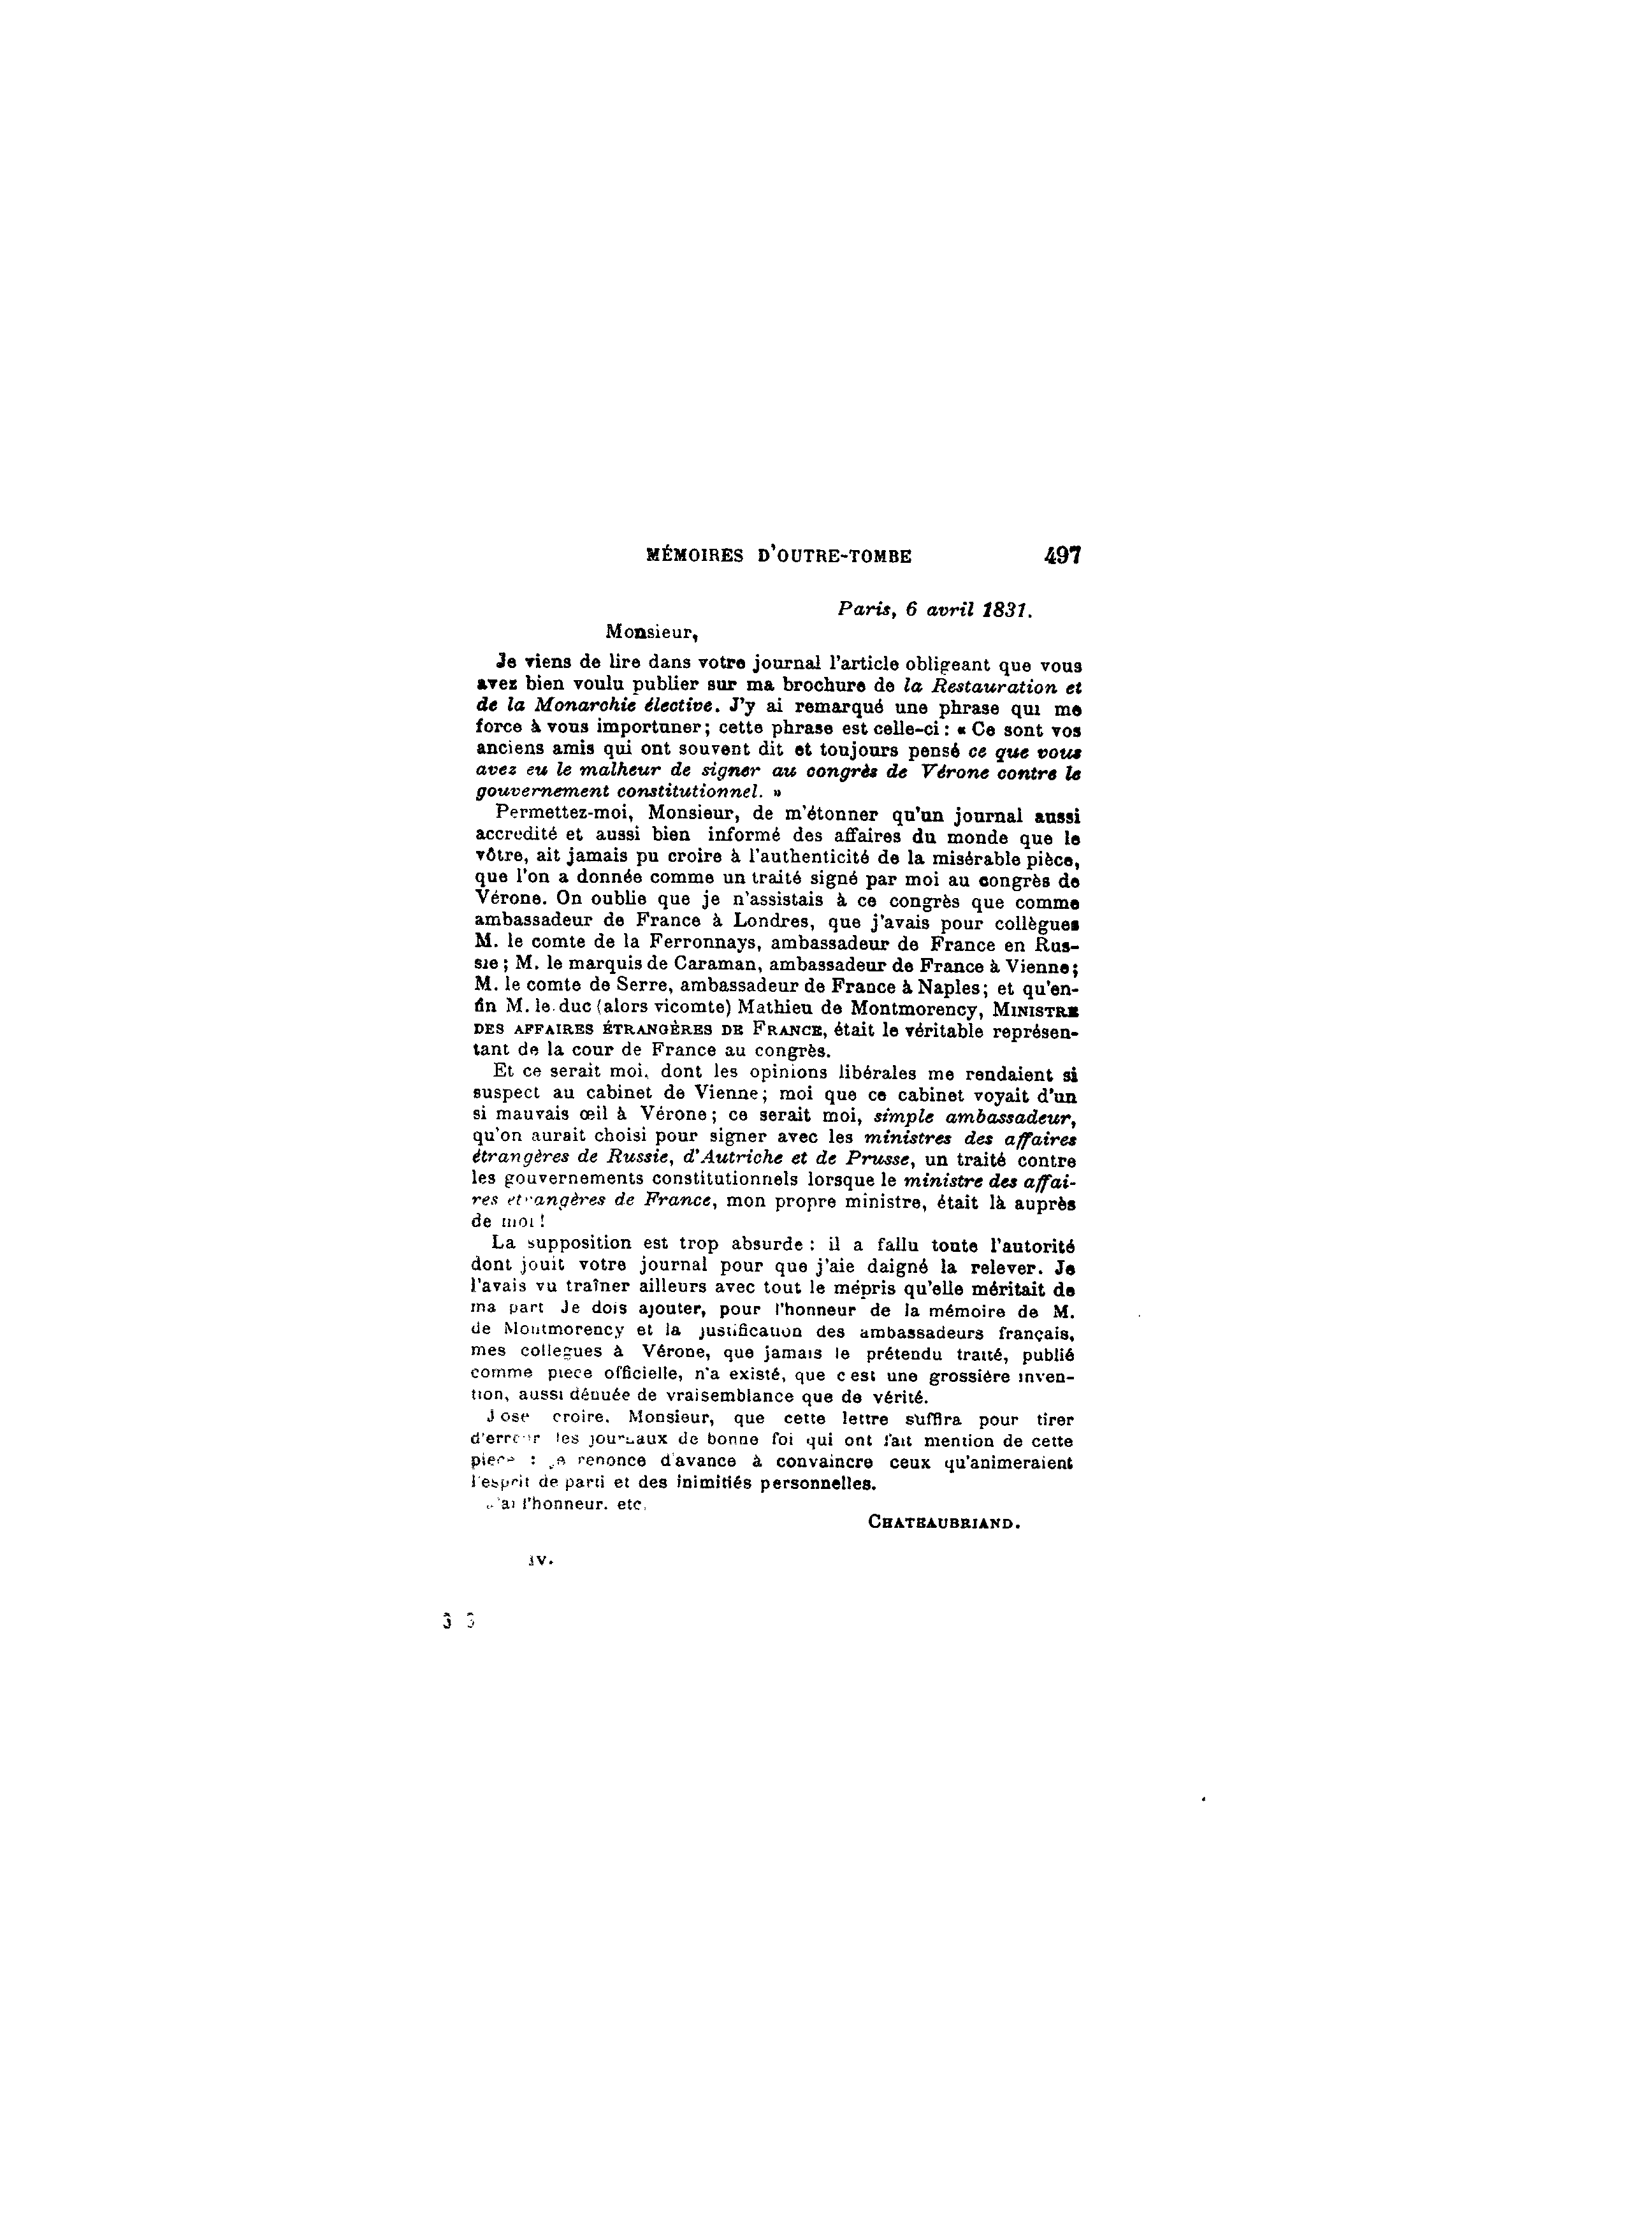 MÉMOIRES D'OUTRE-TOMBE 497
Paris, 6 avril 1831.
Monsieur,
Je viens de lire dans votre journal l'article obligeant que vous
avez bien voulu publier sur ma brochure de la Restauration et
de la Monarchie élective. J'y ai remarqué une phrase qui me
force à vous importuner; cette phrase est celle-ci : « Ce sont vos
anciens amis qui ont souvent dit et toujours pensé ce que vous
avez eu le malheur de signer au congrès de Vérone contre le
gouvernement constitutionnel. »
Permettez-moi, Monsieur, de m'étonner qu'un journal aussi
accrédité et aussi bien informé des affaires du monde que le
vôtre, ait jamais pu croire à l'authenticité de la misérable pièce,
que l'on a donnée comme un traité signé par moi au congrès de
Vérone. On oublie que je n'assistais à ce congrès que comme
ambassadeur de France à Londres, que j'avais pour collègues
M. le comte de la Ferronnays, ambassadeur de France en Rus-
sie ; M. le marquis de Caraman, ambassadeur de France à Vienne;
M. le comte de Serre, ambassadeur de France à Naples; et qu'en-
fin M. le duc (alors vicomte) Mathieu de Montmorency, MINISTRE
DES AFFAIRES ÉTRANGÈRES DE FRANCE, était le véritable représen-
tant de la cour de France au congrès.
Et ce serait moi, dont les opinions libérales me rendaient si
suspect au cabinet de Vienne; moi que ce cabinet voyait d'un
si mauvais œil à Vérone; ce serait moi, simple ambassadeur,
qu'on aurait choisi pour signer avec les ministres des affaires
étrangères de Russie, d'Autriche et de Prusse, un traité contre
les gouvernements constitutionnels lorsque le ministre des affai-
res etrangères de France, mon propre ministre, était là auprès
de moi !
La supposition est trop absurde : il a fallu toute l'autorité
dont jouit votre journal pour que j'aie daigné la relever. Je
l'avais vu traîner ailleurs avec tout le mépris qu'elle méritait de
ma part Je dois ajouter, pour l'honneur de la mémoire de M.
de Montmorency et la justification des ambassadeurs français,
mes collegues à Vérone, que jamais le prétendu traité, publié
comme piece officielle, n'a existé, que c'est une grossière inven-
tion, aussi dénuée de vraisemblance que de vérité.
J'ose croire, Monsieur, que cette lettre suffira pour tirer
d'erreur les journaux de bonne foi qui ont fait mention de cette
piece : je renonce d'avance à convaincre ceux qu'animeraient
l'esprit de parti et des inimitiés personnelles.
J'ai l'honneur, etc.
CHATEAUBRIAND.
IV.